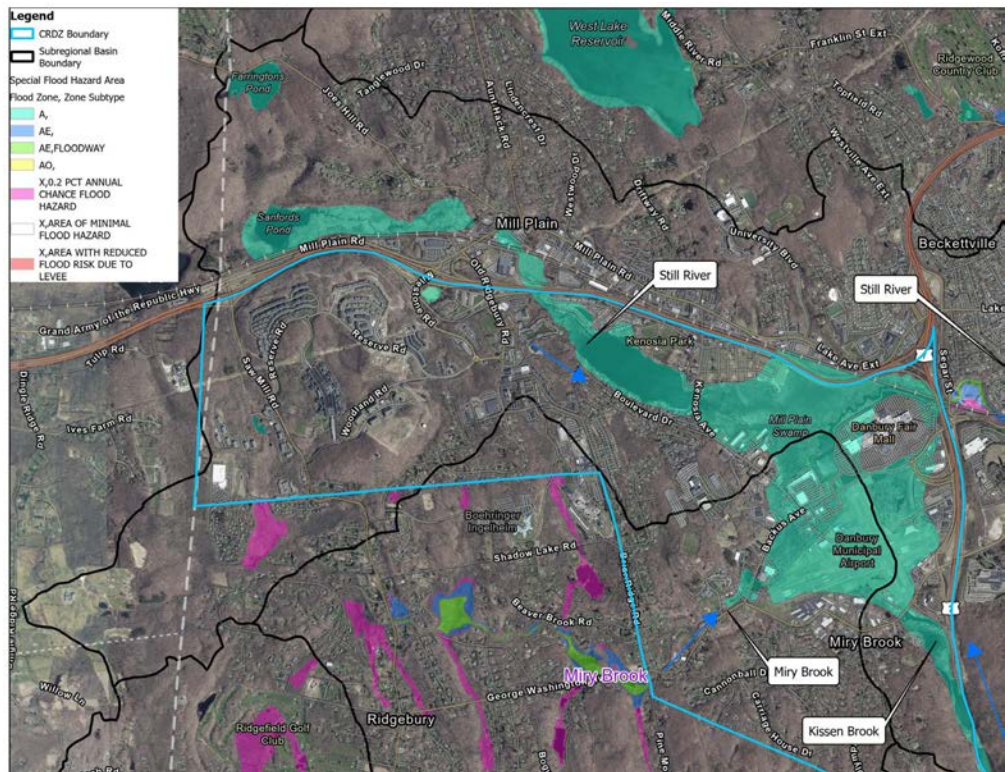 Legend
CRDZ Boundary
Subregional Basin
Boundary
Special Flood Hazard Area
Flood Zone, Zone Subtype
A,
AE,
AE,FLOODWAY
AO,
X,0.2 PCT ANNUAL
CHANCE FLOOD
HAZARD
X,AREA OF MINIMAL
FLOOD HAZARD
X,AREA WITH REDUCED
FLOOD RISK DUE TO
LEVEE
West Lake
Reservoir
Middle River Rd
Franklin St Ext
Ridgewood
Country Club
Farringtons
Pond
Tanglewood Dr
Joes Hill Rd
Aunt Hack Rd
Lindencrest Dr
Topfield Rd
Westville Ave Ext
Westwood Dr
Driftway Rd
University Blvd
Beckettville
Sanfords
Pond
Mill Plain
Mill Plain Rd
Mill Plain Rd
Still River
Still River
Old Ridgebury Rd
Grand Army of the Republic Hwy
Tulip Rd
Reserve Rd
Reserve Rd
Saw Mill Rd
Woodland Rd
Kenosia Park
Lake Ave Ext
Lake
Segar St
Dingle Ridge Rd
Ives Farm Rd
Boulevard Dr
Kenosia Ave
Mill Plain
Swamp
Danbury Fair
Mall
Boehringer
Ingelheim
Shadow Lake Rd
Briar Ridge Rd
Backus Ave
Danbury
Municipal
Airport
Beaver Brook Rd
Miry Brook
Miry Brook
Miry Brook
George Washington
Cannonball D
Carriage House Dr
Kissen Brook
Willow Ln
Ridgebury
Ridgefield Golf
Club
Pine Mo